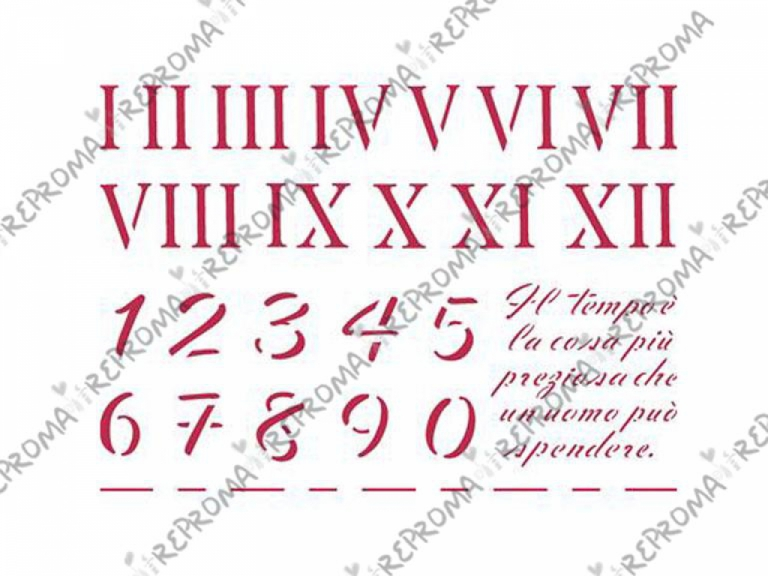 I II III IV V VI VII
VIII IX X XI XII
1 2 3 4 5
6 7 8 9 0
Il tempo è
la cosa più
preziosa che
un uomo può
spendere.
REPROMA